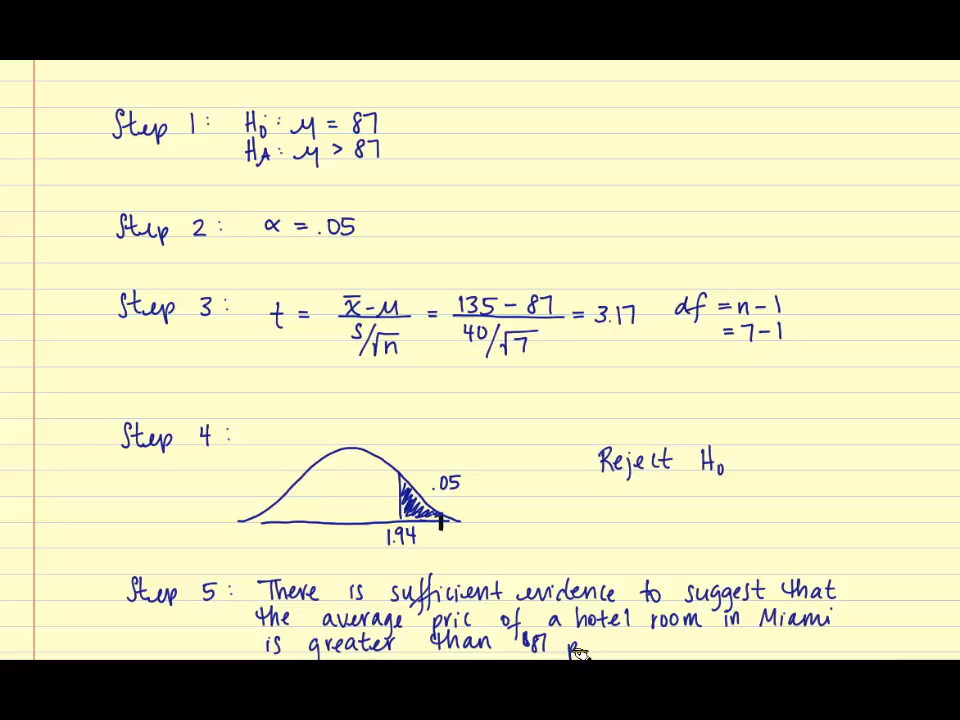 Step 1: H₀: μ = 87
H_A: μ > 87
Step 2: α = .05
Step 3: t = x̄-μ / s/√n = 135 - 87 / 40/√7 = 3.17 df = n-1
= 7-1
Step 4:
Reject H₀
.05
1.94
Step 5: There is sufficient evidence to suggest that
the average pric of a hotel room in Miami
is greater than $87